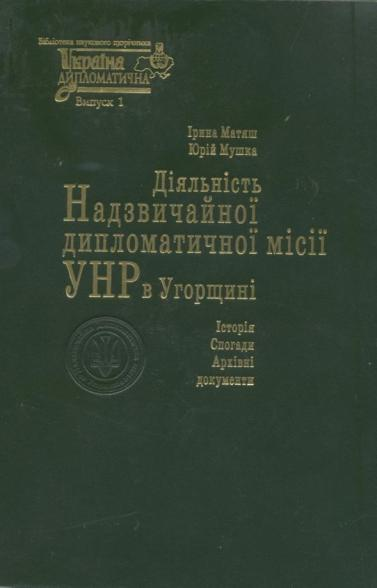 Бібліотека наукового щорічника
Україна
дипломатична
Випуск 1
Ірина Матяш
Юрій Мушка
Діяльність
Надзвичайної
дипломатичної місії
УНР в Угорщині
Історія
Спогади
Архівні
документи